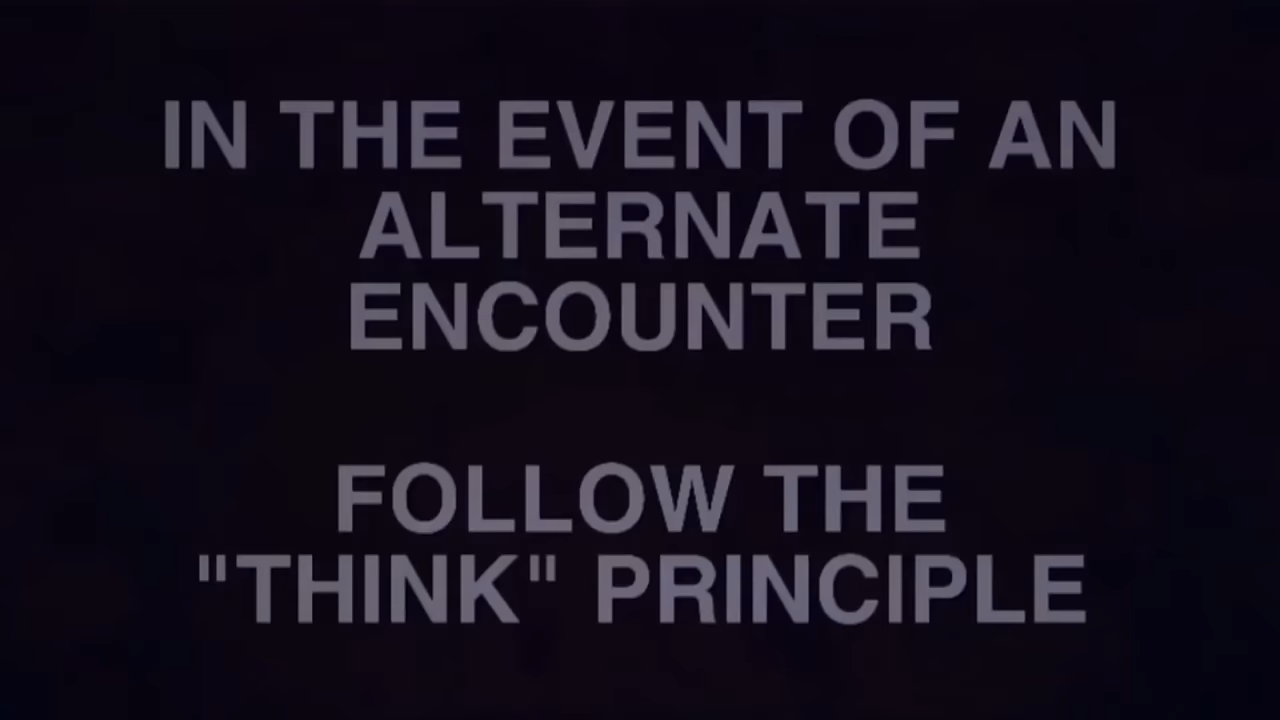 IN THE EVENT OF AN
ALTERNATE
ENCOUNTER
FOLLOW THE
"THINK" PRINCIPLE